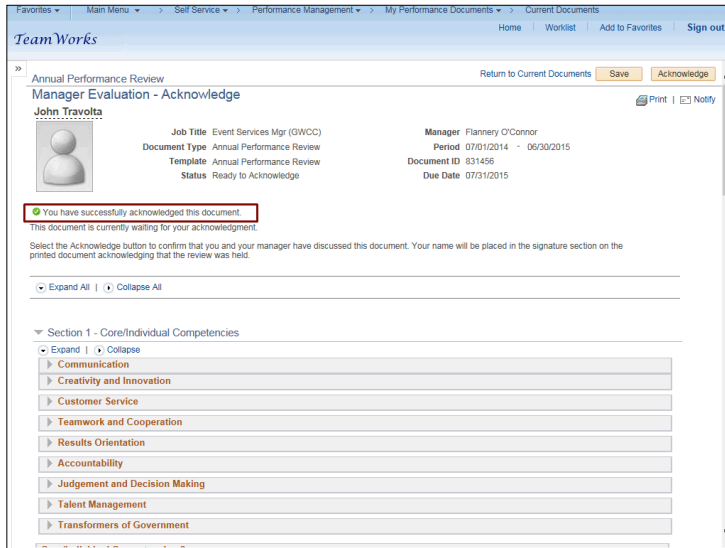 Favorites Main Menu > Self Service > Performance Management > My Performance Documents > Current Documents
Home Worklist Add to Favorites Sign out
TeamWorks
»
Annual Performance Review Return to Current Documents Save Acknowledge
Manager Evaluation - Acknowledge
Print | Notify
John Travolta
Job Title Event Services Mgr (GWCC) Manager Flannery O'Connor
Document Type Annual Performance Review Period 07/01/2014 - 06/30/2015
Template Annual Performance Review Document ID 831456
Status Ready to Acknowledge Due Date 07/31/2015
You have successfully acknowledged this document.
This document is currently waiting for your acknowledgment.
Select the Acknowledge button to confirm that you and your manager have discussed this document. Your name will be placed in the signature section on the
printed document acknowledging that the review was held.
Expand All | Collapse All
Section 1 - Core/Individual Competencies
Expand | Collapse
Communication
Creativity and Innovation
Customer Service
Teamwork and Cooperation
Results Orientation
Accountability
Judgement and Decision Making
Talent Management
Transformers of Government